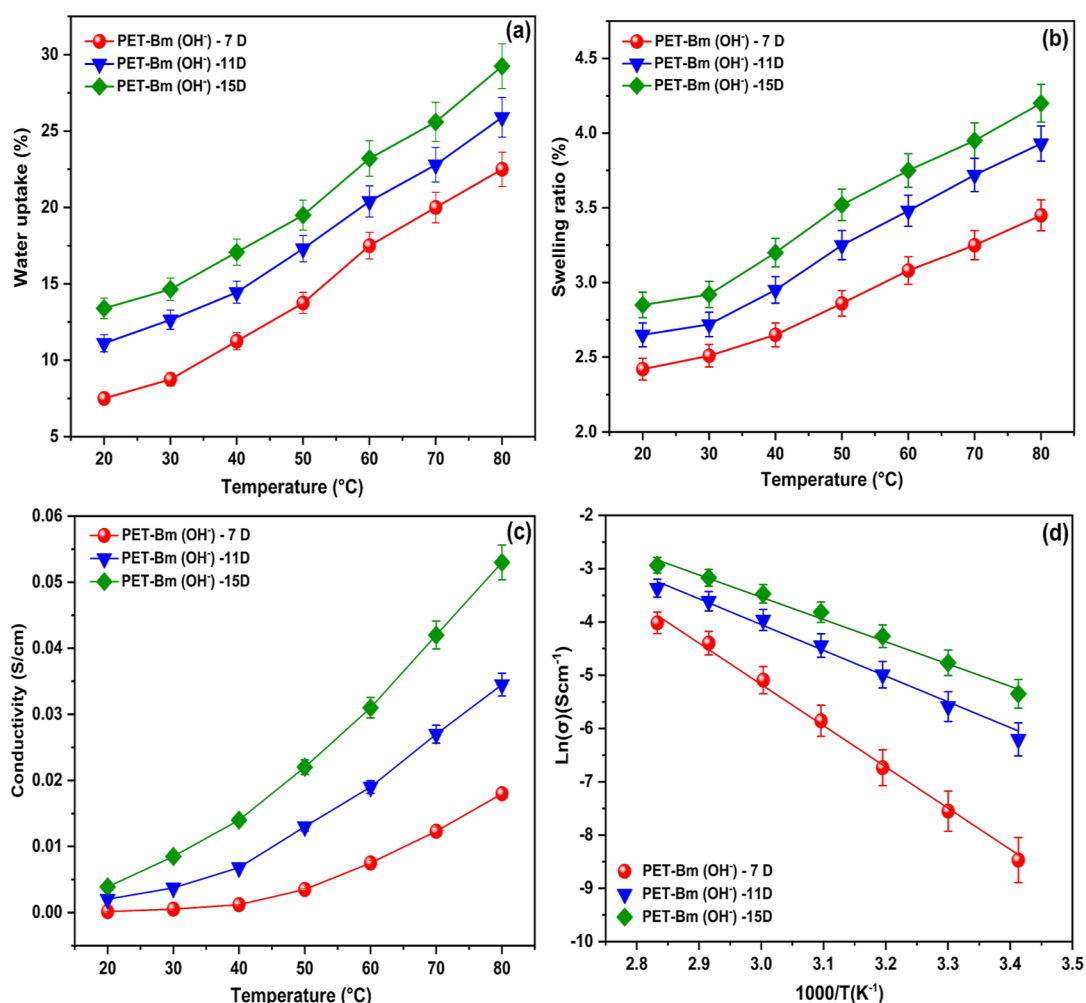 (a)
PET-Bm (OH⁻) - 7 D
PET-Bm (OH⁻) -11D
PET-Bm (OH⁻) -15D
30
25
20
15
10
5
Water uptake (%)
20 30 40 50 60 70 80
Temperature (°C)
(b)
PET-Bm (OH⁻) - 7 D
PET-Bm (OH⁻) -11D
PET-Bm (OH⁻) -15D
4.5
4.0
3.5
3.0
2.5
2.0
Swelling ratio (%)
20 30 40 50 60 70 80
Temperature (°C)
(c)
PET-Bm (OH⁻) - 7 D
PET-Bm (OH⁻) -11D
PET-Bm (OH⁻) -15D
0.06
0.05
0.04
0.03
0.02
0.01
0.00
Conductivity (S/cm)
20 30 40 50 60 70 80
Temperature (°C)
(d)
-2
-3
-4
-5
-6
-7
-8
-9
-10
Ln(σ)(Scm⁻¹)
PET-Bm (OH⁻) - 7 D
PET-Bm (OH⁻) -11D
PET-Bm (OH⁻) -15D
2.8 2.9 3.0 3.1 3.2 3.3 3.4 3.5
1000/T(K⁻¹)